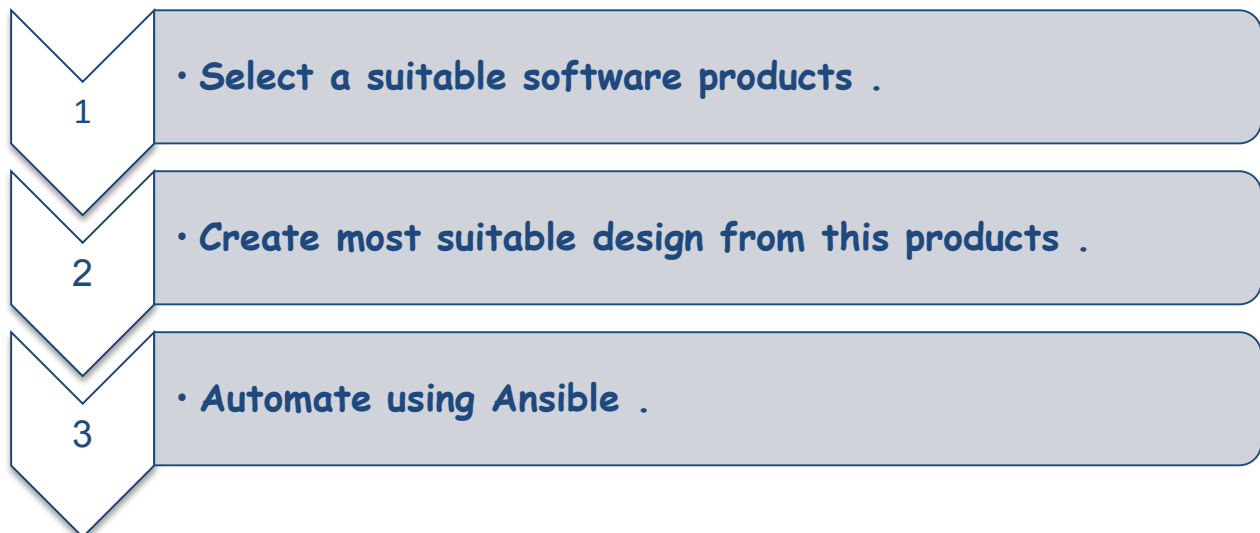 1
• Select a suitable software products .
2
• Create most suitable design from this products .
3
• Automate using Ansible .